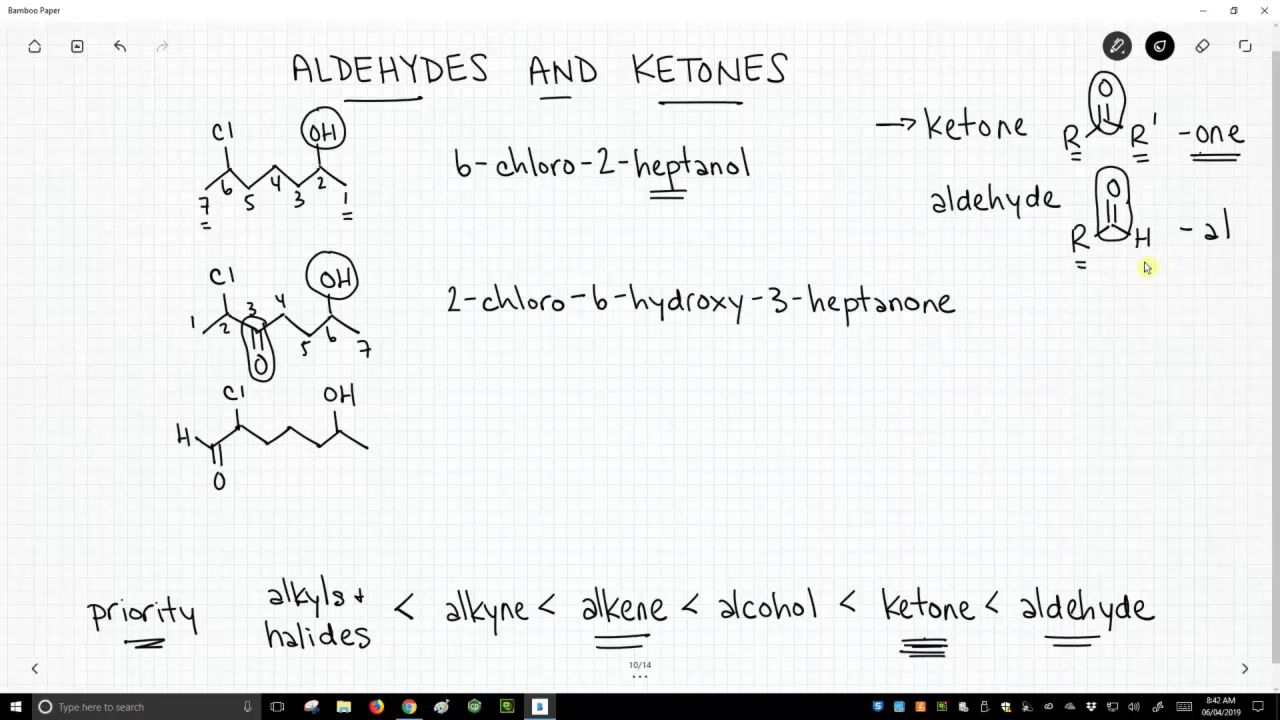 Bamboo Paper
ALDEHYDES AND KETONES
Cl OH
7 6 5 4 3 2 1
6-chloro-2-heptanol
→ ketone
O
R R' -one
aldehyde
O
R H -al
Cl OH
1 2 3 4 5 6 7
O
2-chloro-6-hydroxy-3-heptanone
Cl OH
H
O
priority alkyls + halides < alkyne < alkene < alcohol < ketone < aldehyde
10/14
Type here to search
8:42 AM
06/04/2019